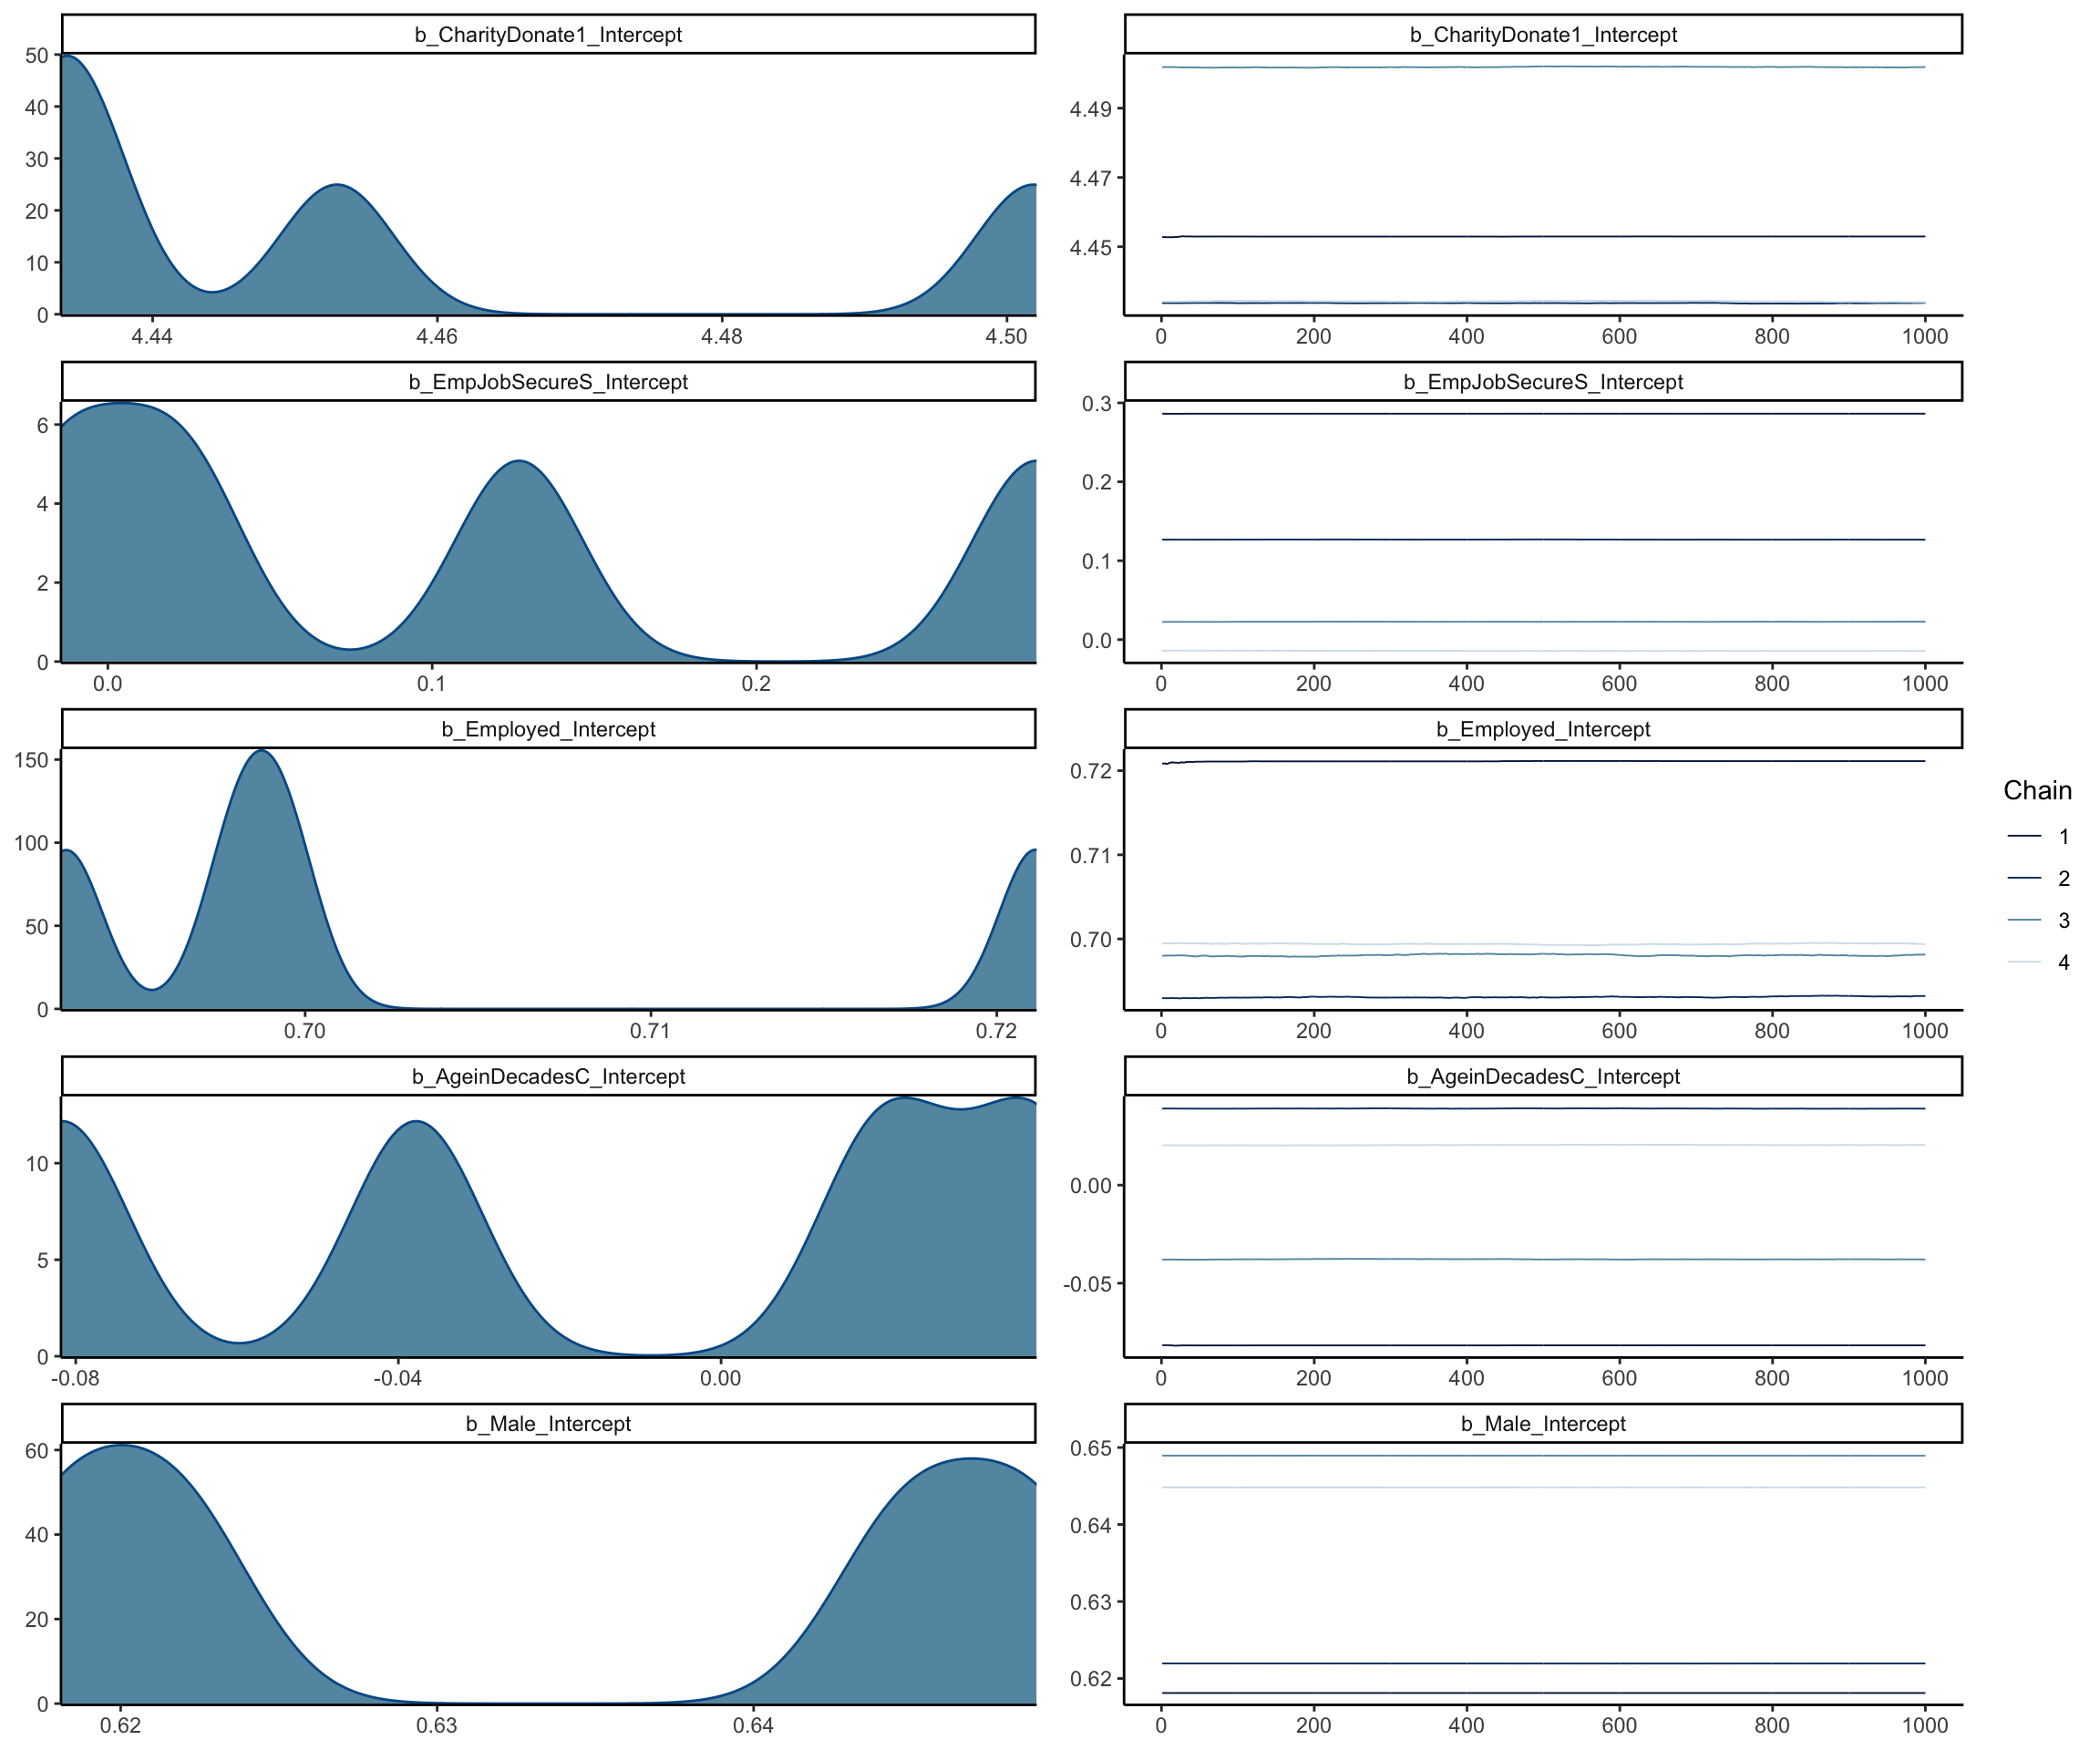 b_CharityDonate1_Intercept
50
40
30
20
10
0
4.44 4.46 4.48 4.50
b_CharityDonate1_Intercept
4.49
4.47
4.45
0 200 400 600 800 1000
b_EmpJobSecureS_Intercept
6
4
2
0
0.0 0.1 0.2
b_EmpJobSecureS_Intercept
0.3
0.2
0.1
0.0
0 200 400 600 800 1000
b_Employed_Intercept
150
100
50
0
0.70 0.71 0.72
b_Employed_Intercept
0.72
0.71
0.70
0 200 400 600 800 1000
b_AgeinDecadesC_Intercept
10
5
0
-0.08 -0.04 0.00
b_AgeinDecadesC_Intercept
0.00
-0.05
0 200 400 600 800 1000
b_Male_Intercept
60
40
20
0
0.62 0.63 0.64
b_Male_Intercept
0.65
0.64
0.63
0.62
0 200 400 600 800 1000
Chain
1
2
3
4